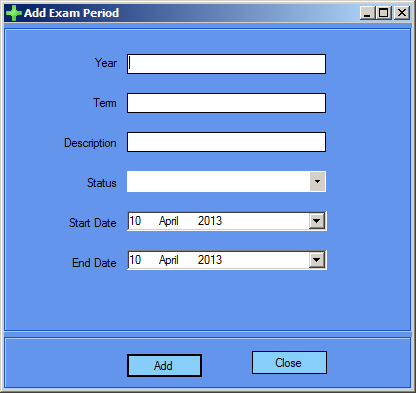 Add Exam Period
Year
Term
Description
Status
Start Date 10 April 2013
End Date 10 April 2013
Add Close